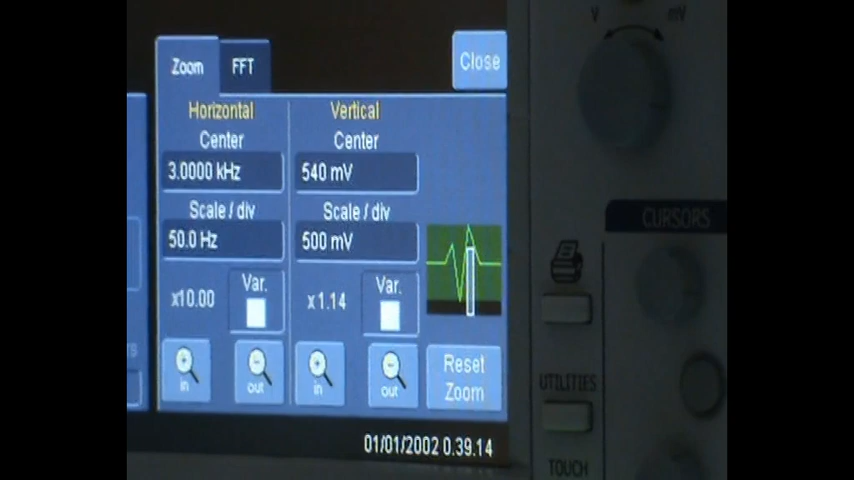 V mV
Zoom FFT Close
Horizontal Vertical
Center Center
3.0000 kHz 540 mV
Scale / div Scale / div
50.0 Hz 500 mV
x10.00 Var. x1.14 Var.
in out in out
Reset
Zoom
01/01/2002 0.39.14
CURSORS
UTILITIES
TOUCH